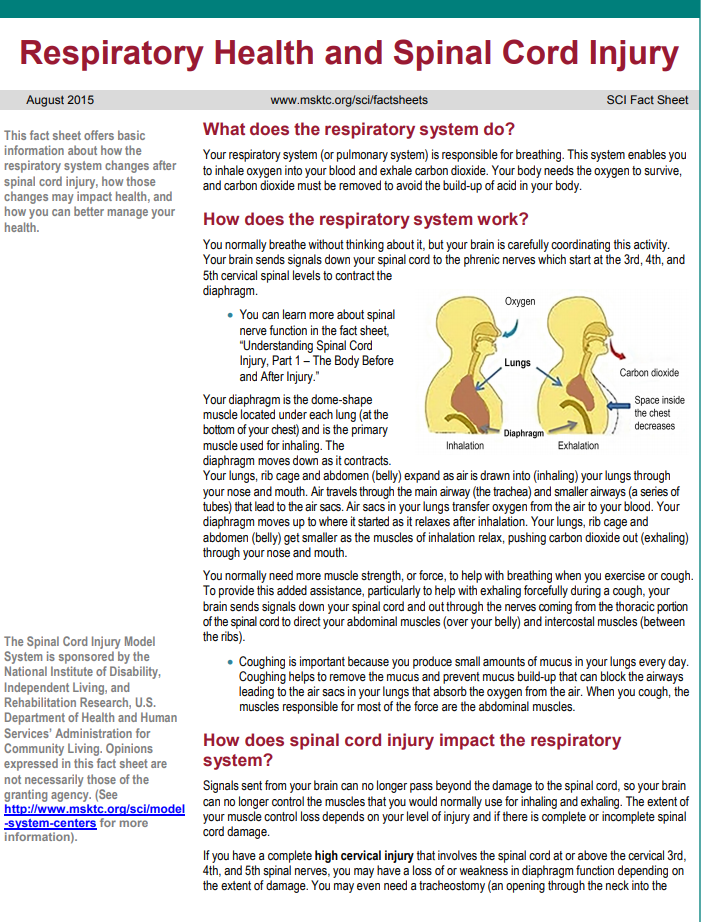 Respiratory Health and Spinal Cord Injury
August 2015
www.msktc.org/sci/factsheets
SCI Fact Sheet
This fact sheet offers basic
information about how the
respiratory system changes after
spinal cord injury, how those
changes may impact health, and
how you can better manage your
health.
The Spinal Cord Injury Model
System is sponsored by the
National Institute of Disability,
Independent Living, and
Rehabilitation Research, U.S.
Department of Health and Human
Services' Administration for
Community Living. Opinions
expressed in this fact sheet are
not necessarily those of the
granting agency. (See
http://www.msktc.org/sci/model
-system-centers for more
information).
What does the respiratory system do?
Your respiratory system (or pulmonary system) is responsible for breathing. This system enables you
to inhale oxygen into your blood and exhale carbon dioxide. Your body needs the oxygen to survive,
and carbon dioxide must be removed to avoid the build-up of acid in your body.
How does the respiratory system work?
You normally breathe without thinking about it, but your brain is carefully coordinating this activity.
Your brain sends signals down your spinal cord to the phrenic nerves which start at the 3rd, 4th, and
5th cervical spinal levels to contract the
diaphragm.
• You can learn more about spinal
nerve function in the fact sheet,
“Understanding Spinal Cord
Injury, Part 1 – The Body Before
and After Injury.”
Your diaphragm is the dome-shape
muscle located under each lung (at the
bottom of your chest) and is the primary
muscle used for inhaling. The
diaphragm moves down as it contracts.
Oxygen
Lungs
Carbon dioxide
Space inside
the chest
decreases
Diaphragm
Inhalation
Exhalation
Your lungs, rib cage and abdomen (belly) expand as air is drawn into (inhaling) your lungs through
your nose and mouth. Air travels through the main airway (the trachea) and smaller airways (a series of
tubes) that lead to the air sacs. Air sacs in your lungs transfer oxygen from the air to your blood. Your
diaphragm moves up to where it started as it relaxes after inhalation. Your lungs, rib cage and
abdomen (belly) get smaller as the muscles of inhalation relax, pushing carbon dioxide out (exhaling)
through your nose and mouth.
You normally need more muscle strength, or force, to help with breathing when you exercise or cough.
To provide this added assistance, particularly to help with exhaling forcefully during a cough, your
brain sends signals down your spinal cord and out through the nerves coming from the thoracic portion
of the spinal cord to direct your abdominal muscles (over your belly) and intercostal muscles (between
the ribs).
• Coughing is important because you produce small amounts of mucus in your lungs every day.
Coughing helps to remove the mucus and prevent mucus build-up that can block the airways
leading to the air sacs in your lungs that absorb the oxygen from the air. When you cough, the
muscles responsible for most of the force are the abdominal muscles.
How does spinal cord injury impact the respiratory
system?
Signals sent from your brain can no longer pass beyond the damage to the spinal cord, so your brain
can no longer control the muscles that you would normally use for inhaling and exhaling. The extent of
your muscle control loss depends on your level of injury and if there is complete or incomplete spinal
cord damage.
If you have a complete high cervical injury that involves the spinal cord at or above the cervical 3rd,
4th, and 5th spinal nerves, you may have a loss of or weakness in diaphragm function depending on
the extent of damage. You may even need a tracheostomy (an opening through the neck into the